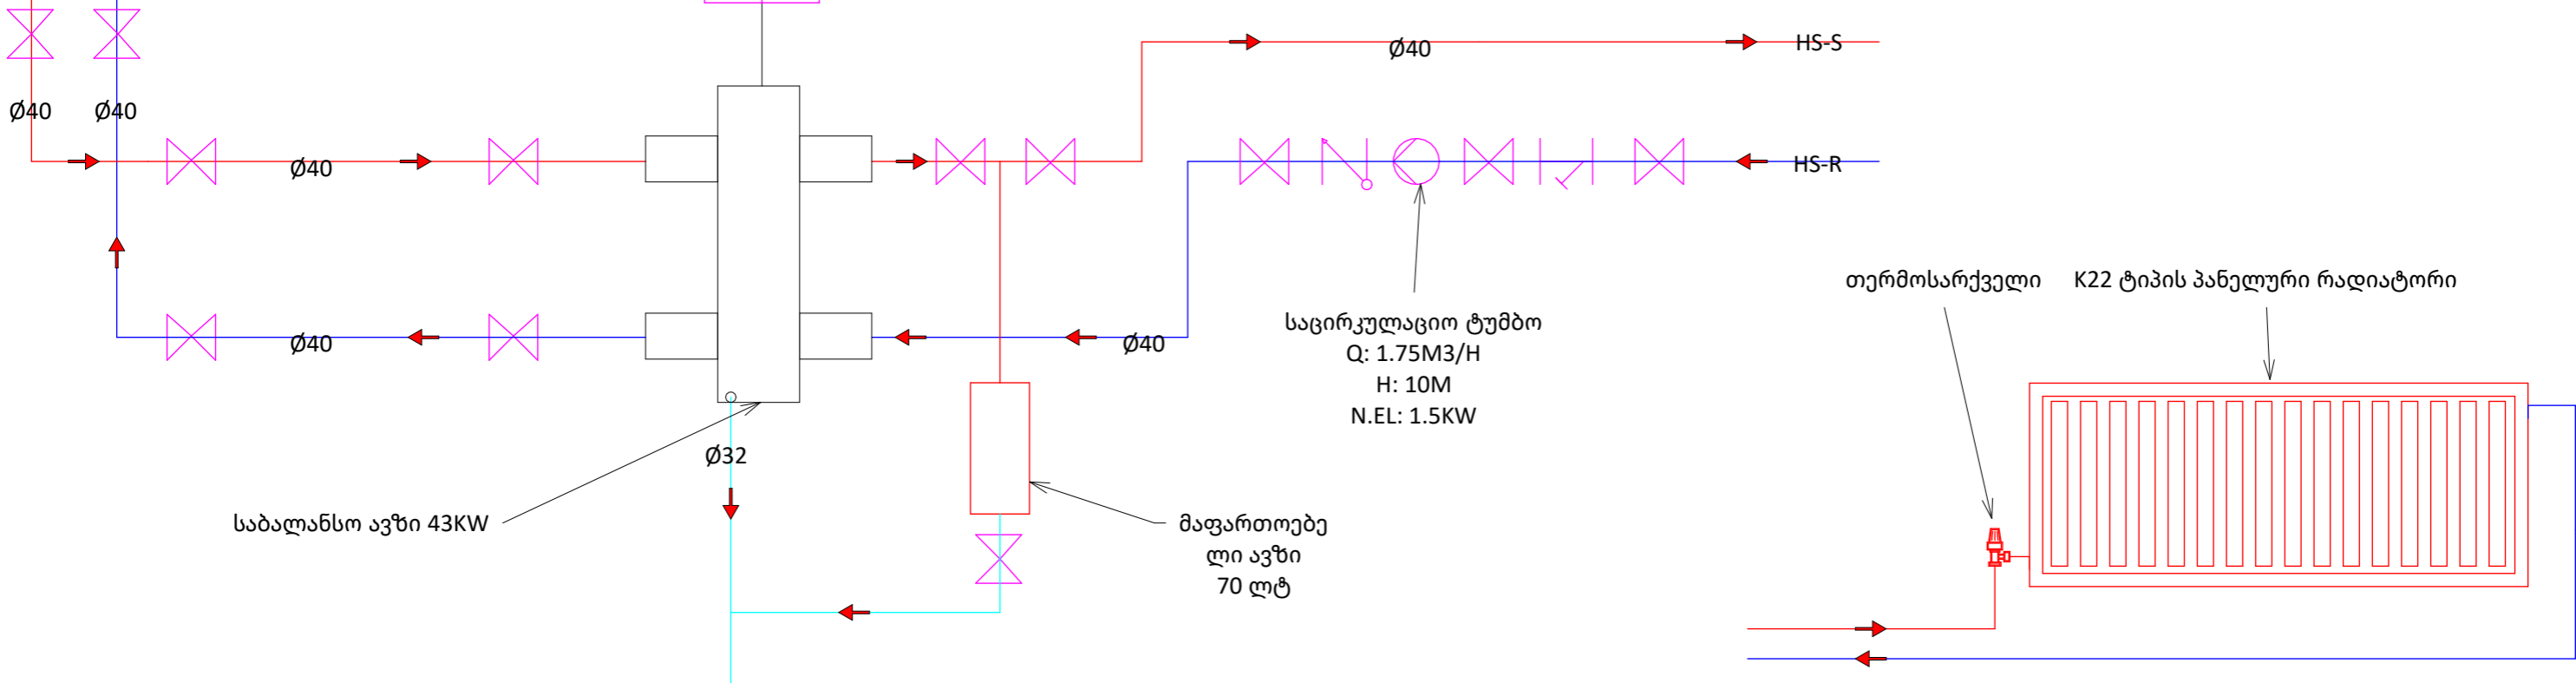 Ø40
HS-S
Ø40
Ø40
Ø40
HS-R
თერმოსარქველი
K22 ტიპის პანელური რადიატორი
Ø40
Ø40
საცირკულაციო ტუმბო
Q: 1.75M3/H
H: 10M
N.EL: 1.5KW
Ø32
საბალანსო ავზი 43KW
მაფართოებე
ლი ავზი
70 ლტ